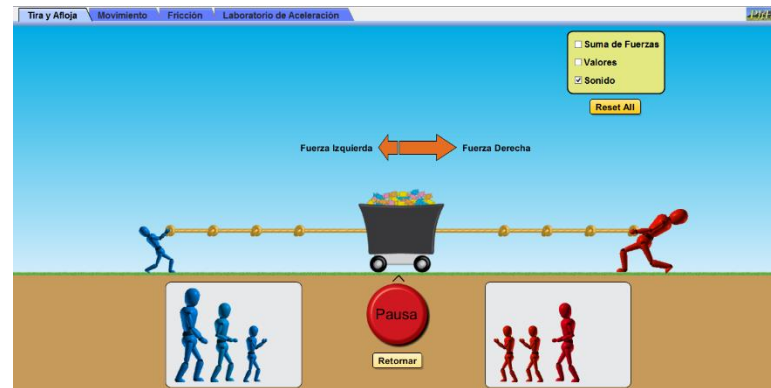 Tira y Afloja Movimiento Fricción Laboratorio de Aceleración PhET
Suma de Fuerzas
Valores
Sonido
Reset All
Fuerza Izquierda Fuerza Derecha
Pausa
Retornar